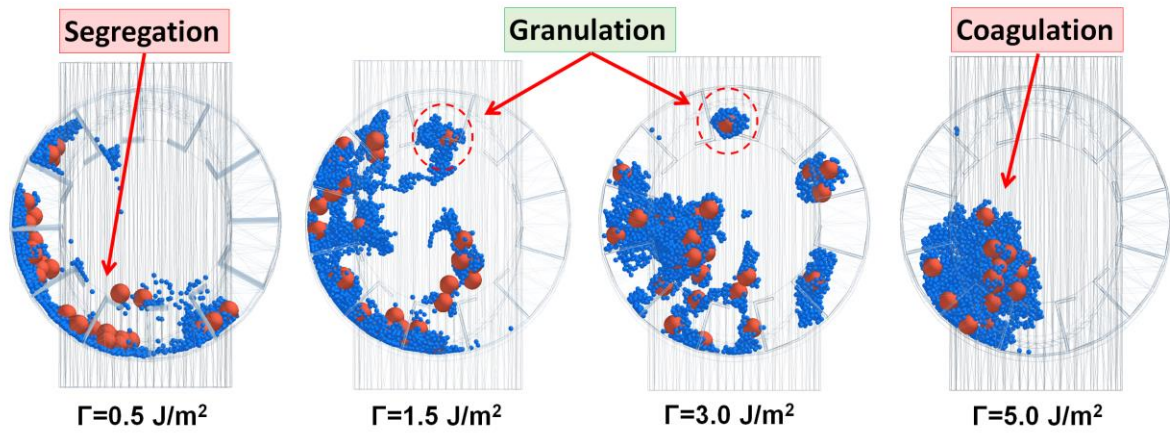 Segregation
Granulation
Coagulation
Γ=0.5 J/m²
Γ=1.5 J/m²
Γ=3.0 J/m²
Γ=5.0 J/m²